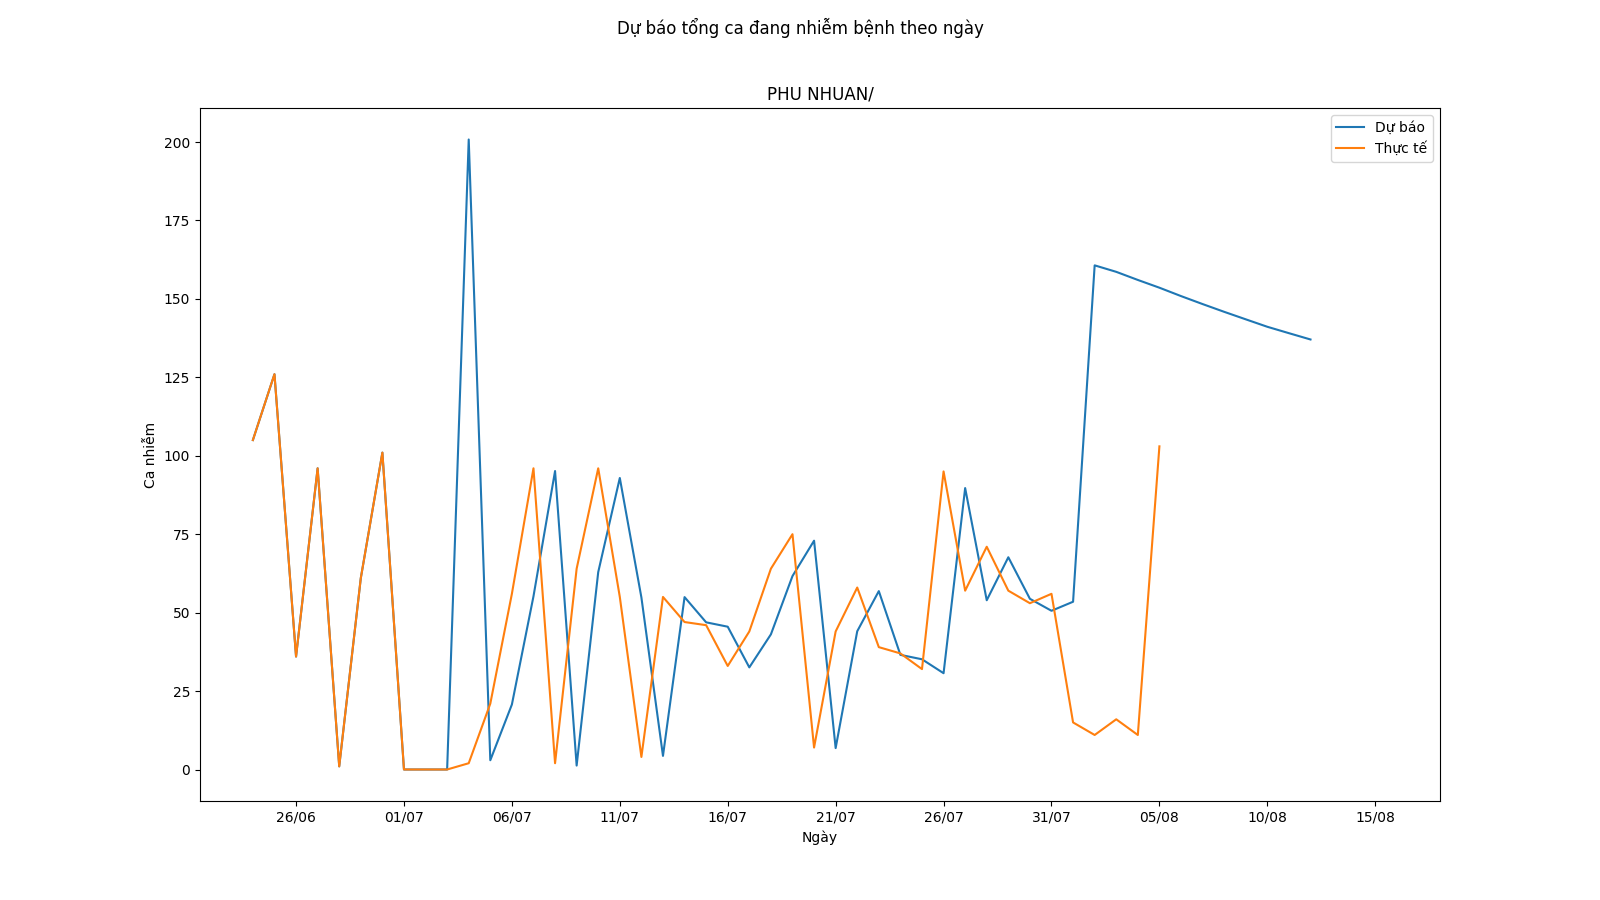 Dự báo tổng ca đang nhiễm bệnh theo ngày
PHU NHUAN/
Dự báo
Thực tế
200
175
150
125
100
75
50
25
0
Ca nhiễm
26/06 01/07 06/07 11/07 16/07 21/07 26/07 31/07 05/08 10/08 15/08
Ngày